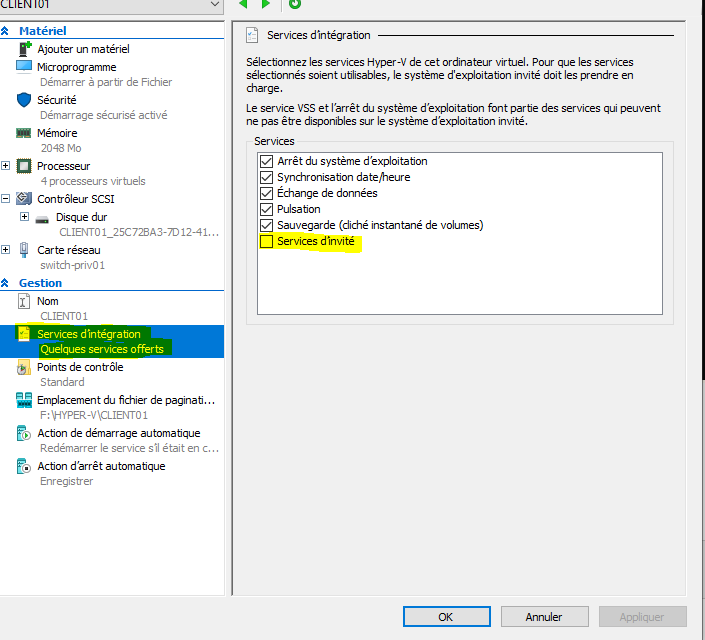 CLIENT01
Matériel
Ajouter un matériel
Microprogramme
Démarrer à partir de Fichier
Sécurité
Démarrage sécurisé activé
Mémoire
2048 Mo
Processeur
4 processeurs virtuels
Contrôleur SCSI
Disque dur
CLIENT01_25C72BA3-7D12-41...
Carte réseau
switch-priv01
Gestion
Nom
CLIENT01
Services d'intégration
Quelques services offerts
Points de contrôle
Standard
Emplacement du fichier de paginati...
F:\HYPER-V\CLIENT01
Action de démarrage automatique
Redémarrer le service s'il était en c...
Action d'arrêt automatique
Enregistrer
Services d'intégration
Sélectionnez les services Hyper-V de cet ordinateur virtuel. Pour que les services
sélectionnés soient utilisables, le système d'exploitation invité doit les prendre en
charge.
Le service VSS et l'arrêt du système d'exploitation font partie des services qui peuvent
ne pas être disponibles sur le système d'exploitation invité.
Services
Arrêt du système d'exploitation
Synchronisation date/heure
Échange de données
Pulsation
Sauvegarde (cliché instantané de volumes)
Services d'invité
OK
Annuler
Appliquer